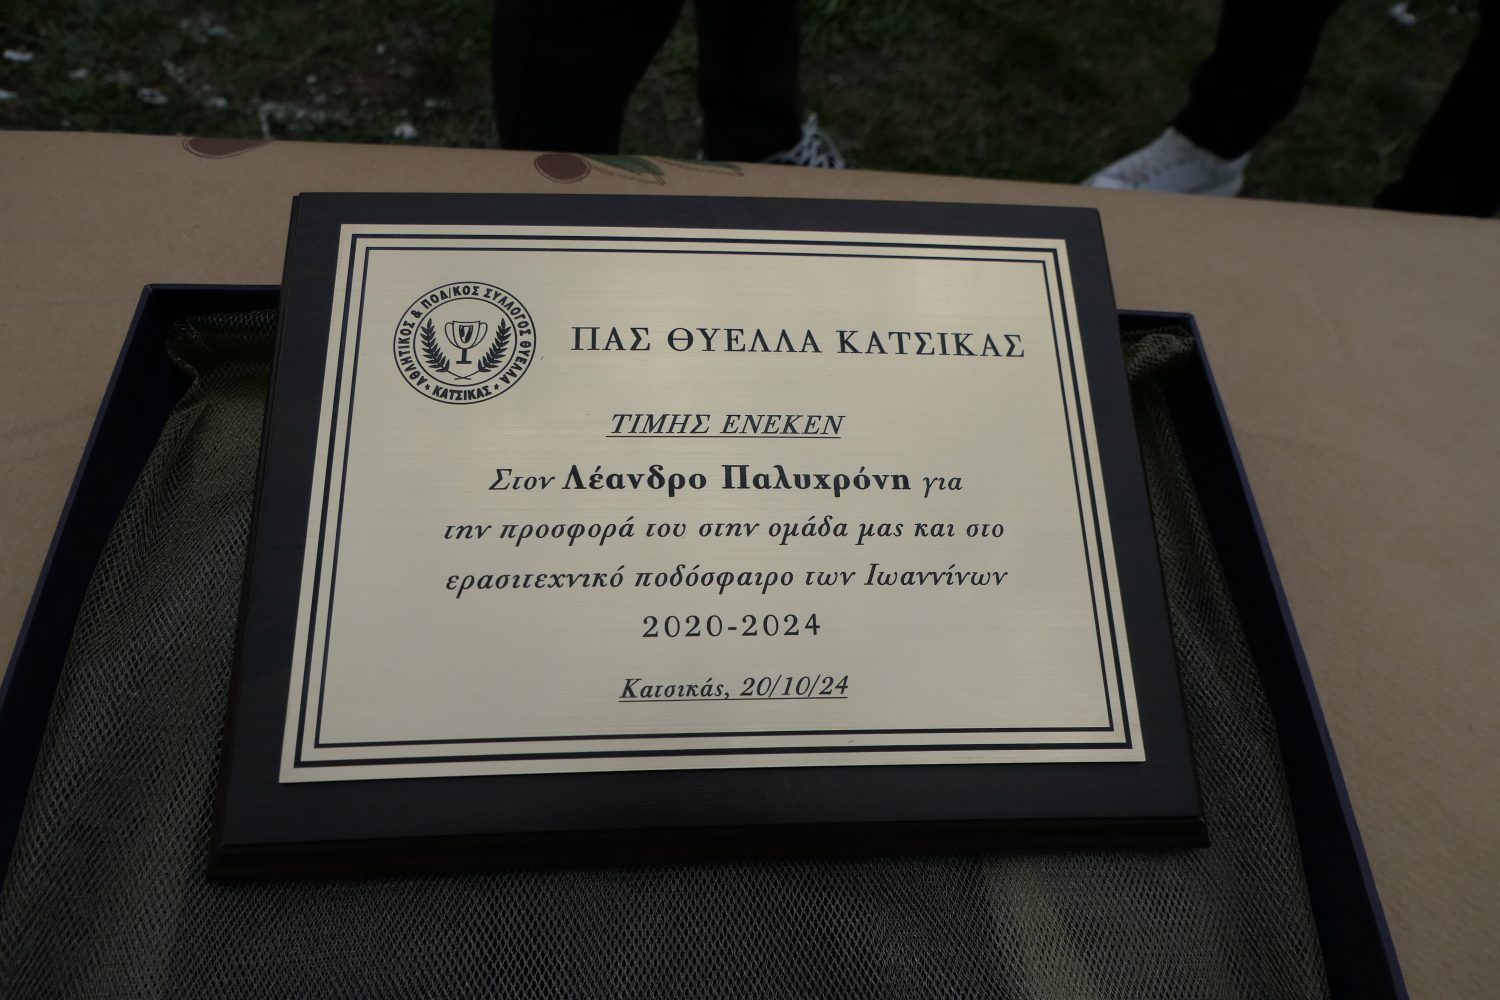 ΑΘΛΗΤΙΚΟΣ & ΠΟΔ/ΚΟΣ ΣΥΛΛΟΓΟΣ ΘΥΕΛΛΑ
* ΚΑΤΣΙΚΑΣ *
ΠΑΣ ΘΥΕΛΛΑ ΚΑΤΣΙΚΑΣ
ΤΙΜΗΣ ΕΝΕΚΕΝ
Στον Λέανδρο Παλυχρόνη για
την προσφορά του στην ομάδα μας και στο
ερασιτεχνικό ποδόσφαιρο των Ιωαννίνων
2020-2024
Κατσικάς, 20/10/24